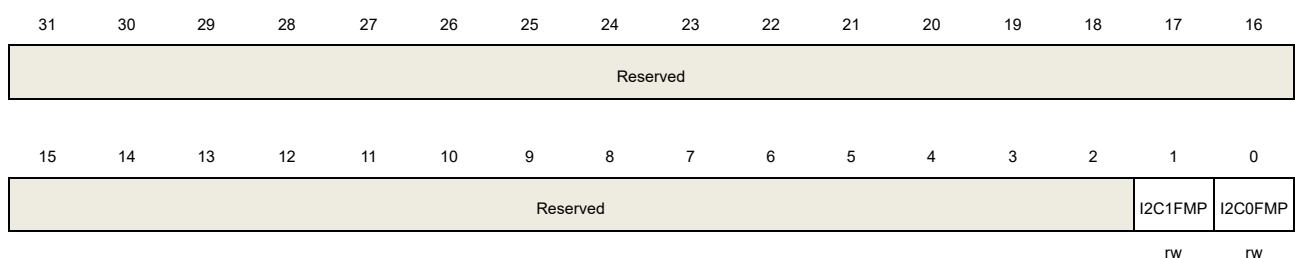 31 30 29 28 27 26 25 24 23 22 21 20 19 18 17 16
Reserved
15 14 13 12 11 10 9 8 7 6 5 4 3 2 1 0
Reserved I2C1FMP I2C0FMP
rw rw